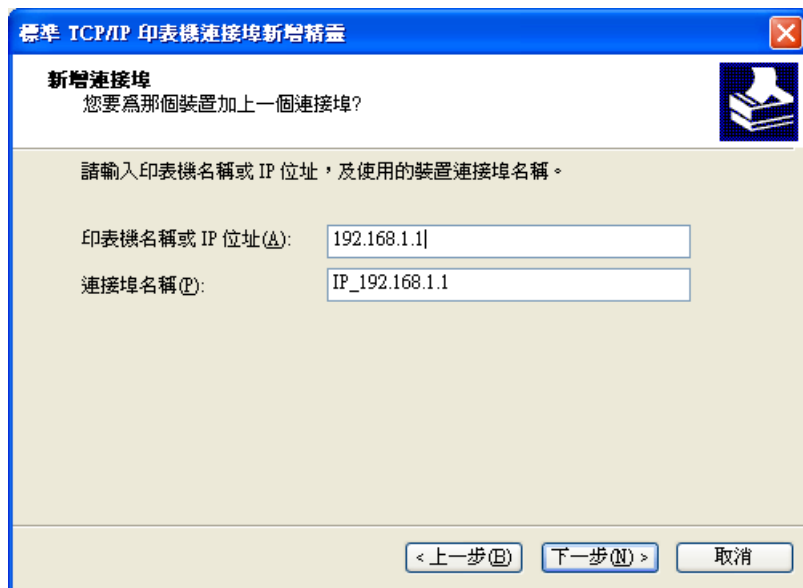 標準 TCP/IP 印表機連接埠新增精靈
新增連接埠
您要為那個裝置加上一個連接埠?
請輸入印表機名稱或 IP 位址，及使用的裝置連接埠名稱。
印表機名稱或 IP 位址(A): 192.168.1.1
連接埠名稱(P): IP_192.168.1.1
< 上一步(B) 下一步(N) > 取消